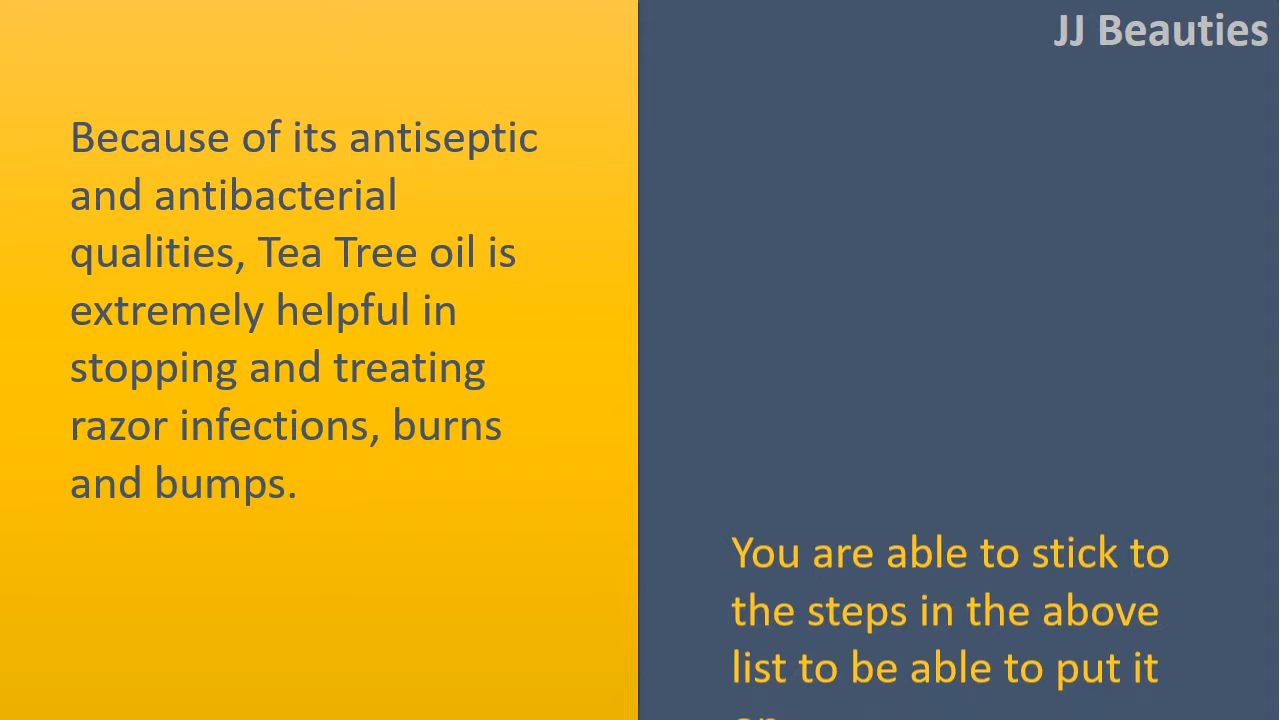 JJ Beauties
Because of its antiseptic
and antibacterial
qualities, Tea Tree oil is
extremely helpful in
stopping and treating
razor infections, burns
and bumps.
You are able to stick to
the steps in the above
list to be able to put it